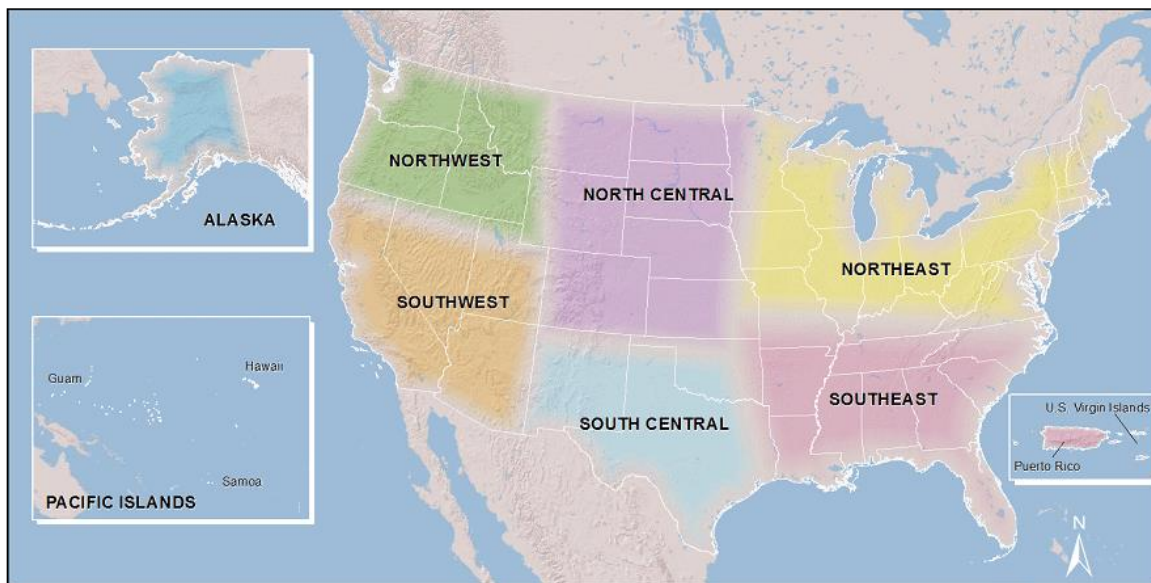 ALASKA
NORTHWEST
NORTH CENTRAL
NORTHEAST
SOUTHWEST
SOUTH CENTRAL
SOUTHEAST
Guam
Hawaii
Samoa
PACIFIC ISLANDS
U.S. Virgin Islands
Puerto Rico
N